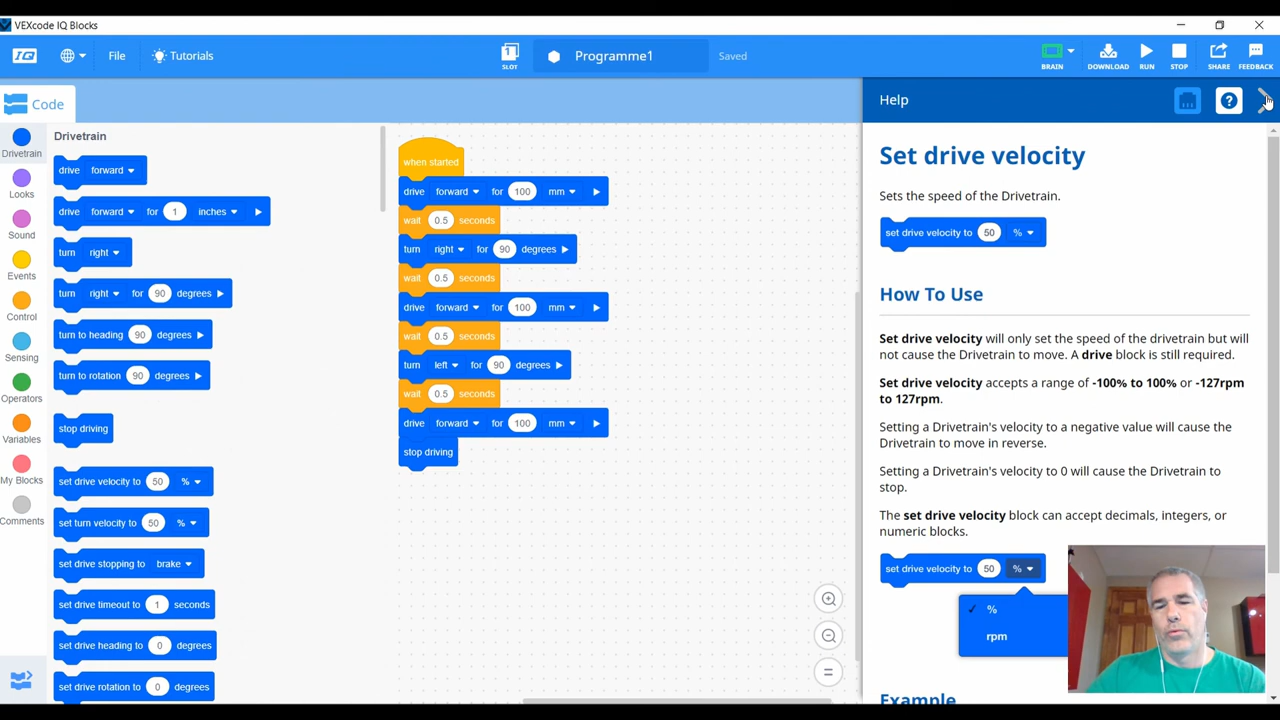 VEXcode IQ Blocks
IQ
File
Tutorials
1
SLOT
Programme1
Saved
BRAIN
DOWNLOAD
RUN
STOP
SHARE
FEEDBACK
Code
Drivetrain
Looks
Sound
Events
Control
Sensing
Operators
Variables
My Blocks
Comments
Drivetrain
drive forward
drive forward for 1 inches
turn right
turn right for 90 degrees
turn to heading 90 degrees
turn to rotation 90 degrees
stop driving
set drive velocity to 50 %
set turn velocity to 50 %
set drive stopping to brake
set drive timeout to 1 seconds
set drive heading to 0 degrees
set drive rotation to 0 degrees
when started
drive forward for 100 mm
wait 0.5 seconds
turn right for 90 degrees
wait 0.5 seconds
drive forward for 100 mm
wait 0.5 seconds
turn left for 90 degrees
wait 0.5 seconds
drive forward for 100 mm
stop driving
Help
?
Set drive velocity
Sets the speed of the Drivetrain.
set drive velocity to 50 %
How To Use
Set drive velocity will only set the speed of the drivetrain but will
not cause the Drivetrain to move. A drive block is still required.
Set drive velocity accepts a range of -100% to 100% or -127rpm
to 127rpm.
Setting a Drivetrain's velocity to a negative value will cause the
Drivetrain to move in reverse.
Setting a Drivetrain's velocity to 0 will cause the Drivetrain to
stop.
The set drive velocity block can accept decimals, integers, or
numeric blocks.
set drive velocity to 50 %
%
rpm
Example